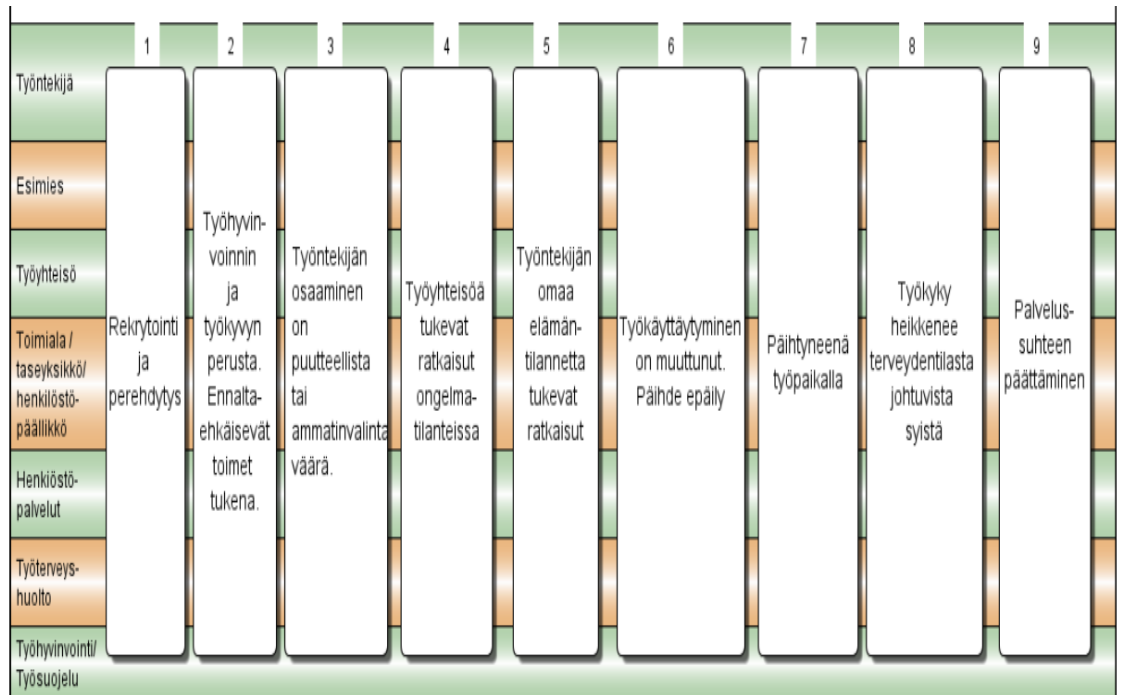 1 2 3 4 5 6 7 8 9
Työntekijä
Esimies
Työyhteisö
Toimiala /
taseyksikkö/
henkilöstö-
päällikkö
Henkiöstö-
palvelut
Työterveys-
huolto
Työhyvinvointi/
Työsuojelu
Rekrytointi
ja
perehdytys
Työhyvin-
voinnin
ja
työkyvyn
perusta.
Ennalta-
ehkäisevät
toimet
tukena.
Työntekijän
osaaminen
on
puutteellista
tai
ammatinvalinta
väärä.
Työyhteisöä
tukevat
ratkaisut
ongelma-
tilanteissa
Työntekijän
omaa
elämän-
tilannetta
tukevat
ratkaisut
Työkäyttäytyminen
on muuttunut.
Päihde epäily
Päihtyneenä
työpaikalla
Työkyky
heikkenee
terveydentilasta
johtuvista
syistä
Palvelus-
suhteen
päättäminen